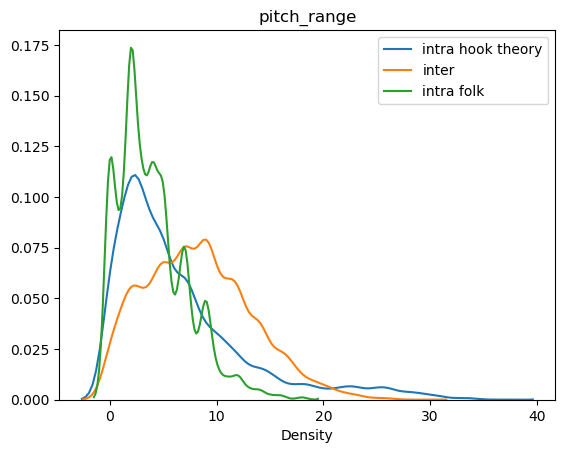 pitch_range
0.175
0.150
0.125
0.100
0.075
0.050
0.025
0.000
intra hook theory
inter
intra folk
0 10 20 30 40
Density